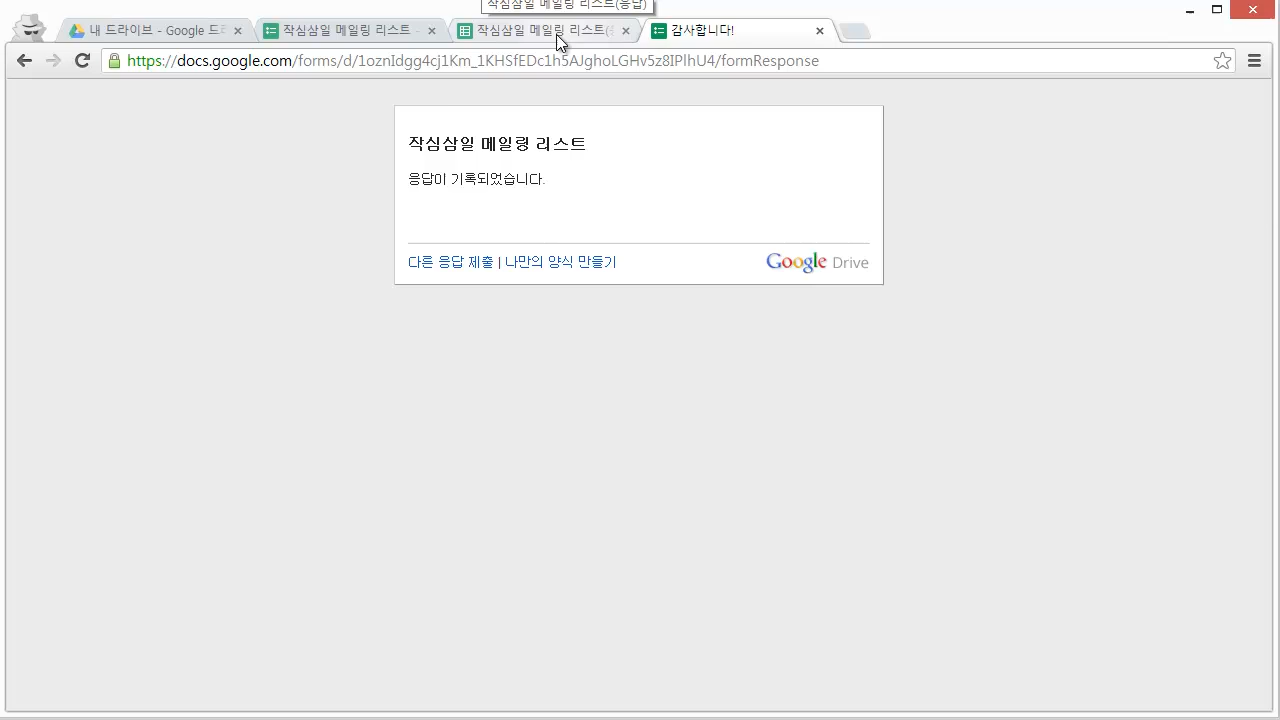 작심삼일 메일링 리스트(응답)
내 드라이브 - Google 드
작심삼일 메일링 리스트 -
작심삼일 메일링 리스트(
감사합니다!
https://docs.google.com/forms/d/1oznIdgg4cj1Km_1KHSfEDc1h5AJghoLGHv5z8IPlhU4/formResponse
작심삼일 메일링 리스트
응답이 기록되었습니다.
다른 응답 제출 | 나만의 양식 만들기
Google Drive